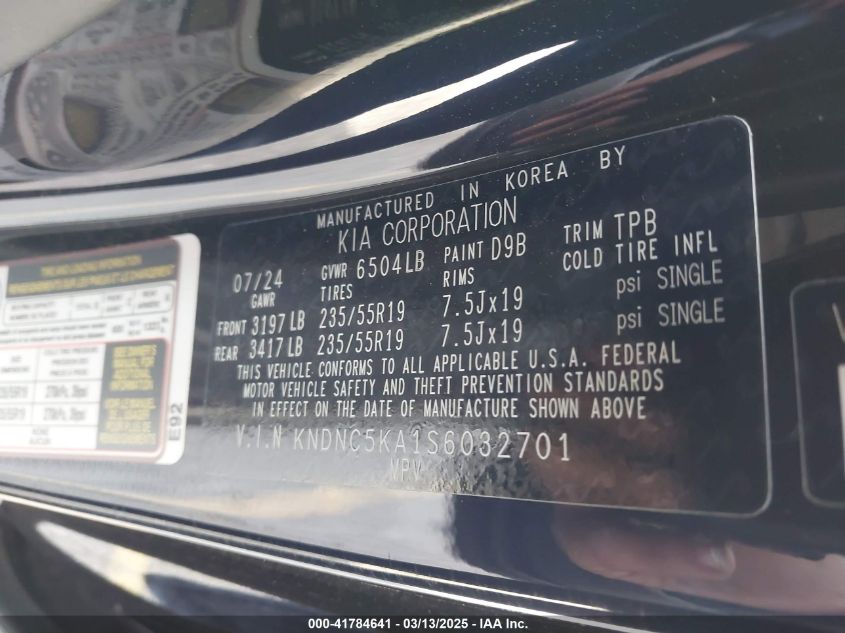 MANUFACTURED IN KOREA BY
KIA CORPORATION
07/24 GVWR 6504LB PAINT D9B TRIM TPB
GAWR TIRES RIMS COLD TIRE INFL
FRONT 3197 LB 235/55R19 7.5Jx19 psi SINGLE
REAR 3417 LB 235/55R19 7.5Jx19 psi SINGLE
THIS VEHICLE CONFORMS TO ALL APPLICABLE U.S.A. FEDERAL
MOTOR VEHICLE SAFETY AND THEFT PREVENTION STANDARDS
IN EFFECT ON THE DATE OF MANUFACTURE SHOWN ABOVE
V.I.N KNDNC5KA1S6032701
VPV
E92
000-41784641 - 03/13/2025 - IAA Inc.